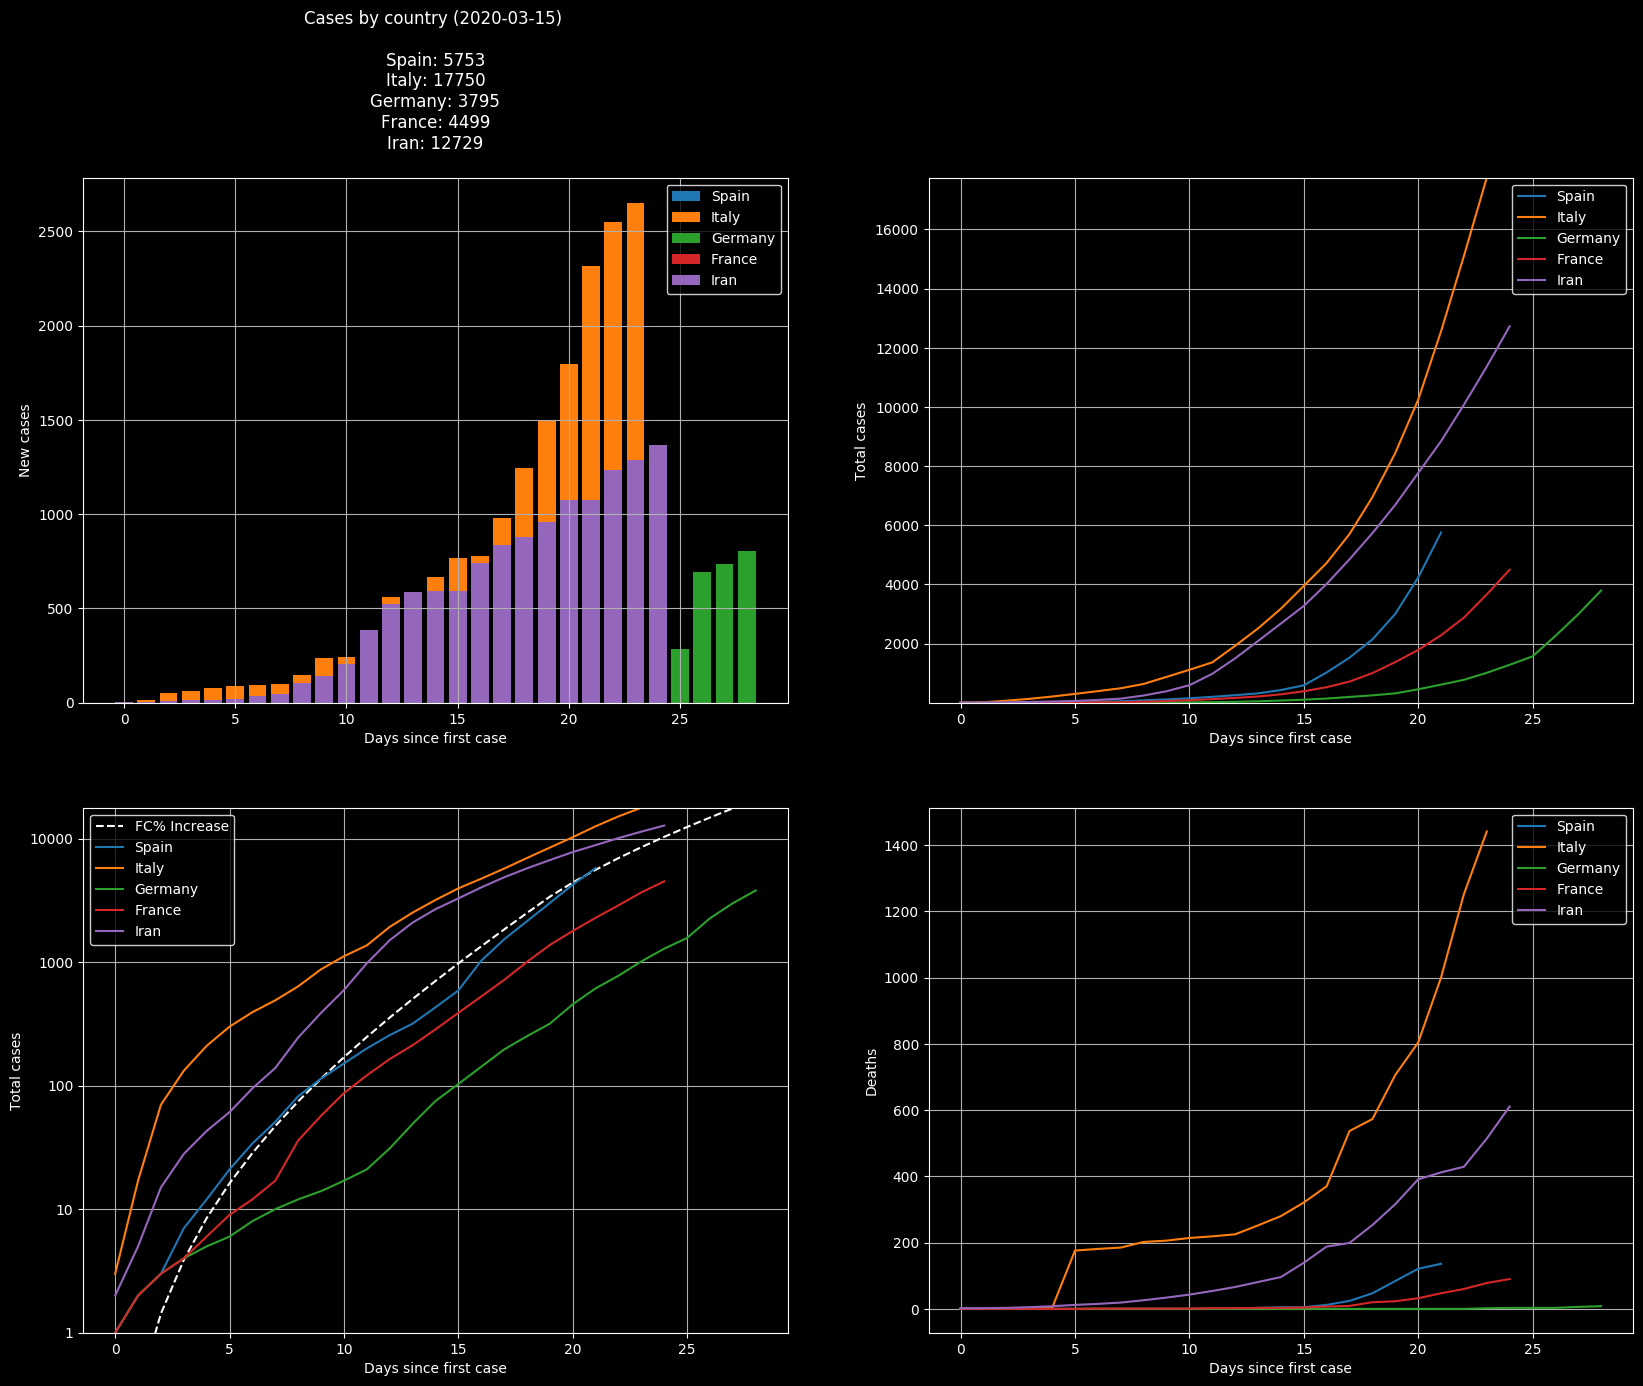 Cases by country (2020-03-15)
Spain: 5753
Italy: 17750
Germany: 3795
France: 4499
Iran: 12729
Spain
Italy
Germany
France
Iran
2500
2000
1500
1000
500
0
New cases
0 5 10 15 20 25
Days since first case
Spain
Italy
Germany
France
Iran
16000
14000
12000
10000
8000
6000
4000
2000
Total cases
0 5 10 15 20 25
Days since first case
FC% Increase
Spain
Italy
Germany
France
Iran
10000
1000
100
10
1
Total cases
0 5 10 15 20 25
Days since first case
Spain
Italy
Germany
France
Iran
1400
1200
1000
800
600
400
200
0
Deaths
0 5 10 15 20 25
Days since first case